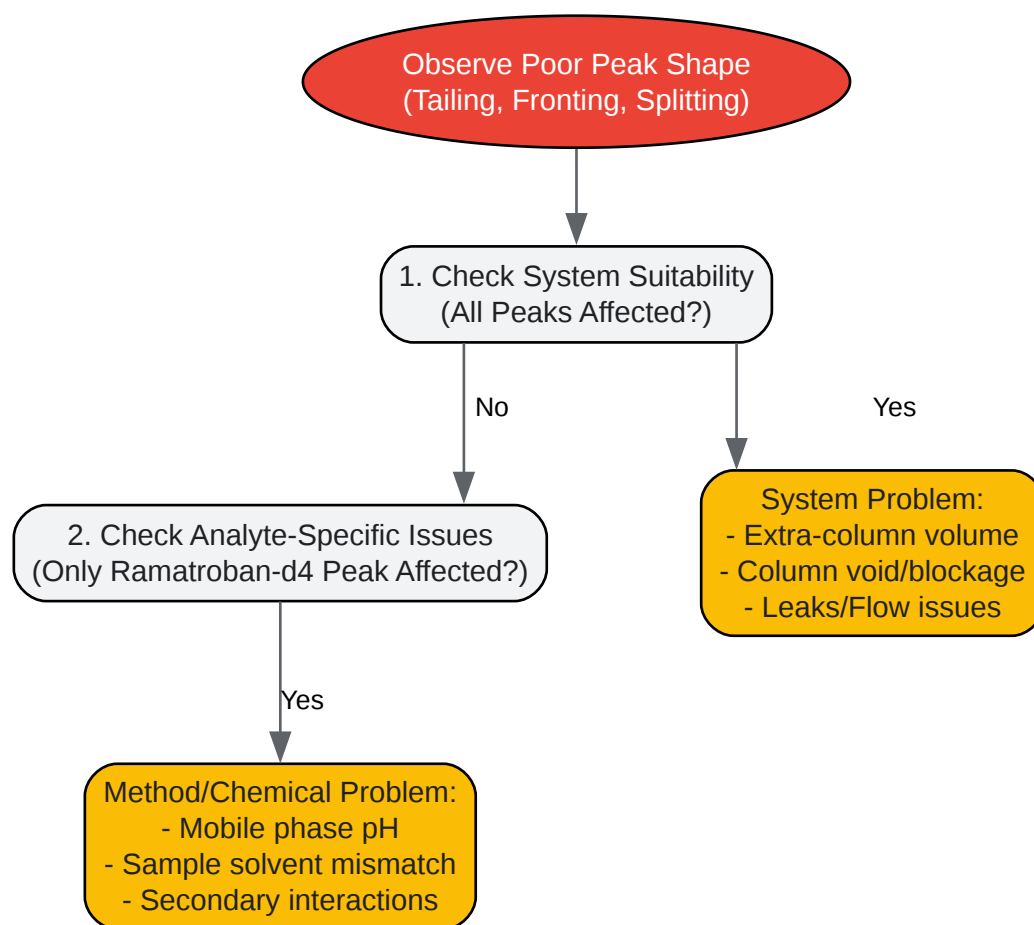 Observe Poor Peak Shape
(Tailing, Fronting, Splitting)
1. Check System Suitability
(All Peaks Affected?)
No
Yes
System Problem:
- Extra-column volume
- Column void/blockage
- Leaks/Flow issues
2. Check Analyte-Specific Issues
(Only Ramatroban-d4 Peak Affected?)
Yes
Method/Chemical Problem:
- Mobile phase pH
- Sample solvent mismatch
- Secondary interactions